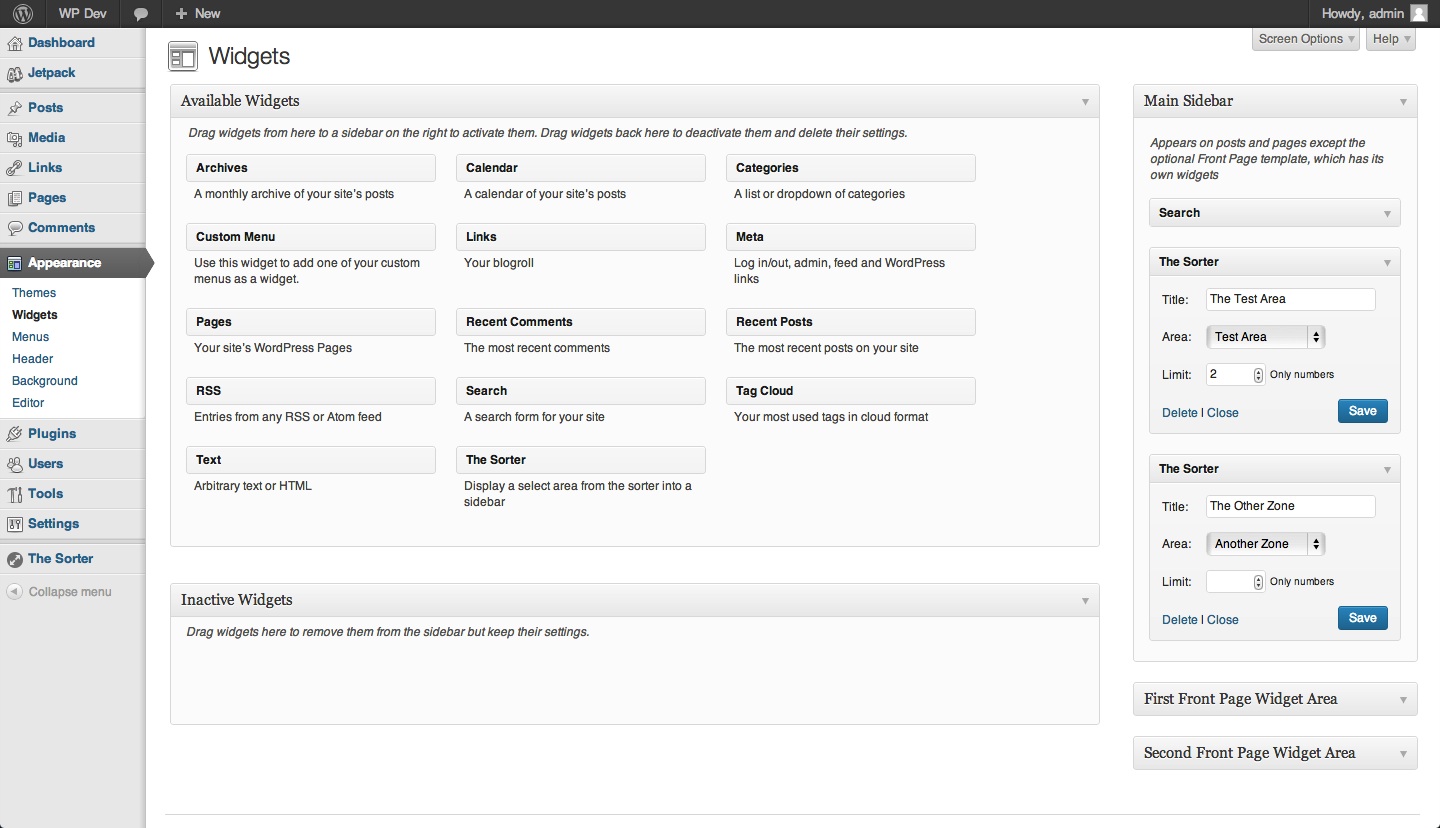 WP Dev
New
Howdy, admin
Dashboard
Jetpack
Posts
Media
Links
Pages
Comments
Appearance
Themes
Widgets
Menus
Header
Background
Editor
Plugins
Users
Tools
Settings
The Sorter
Collapse menu
Screen Options
Help
Widgets
Available Widgets
Drag widgets from here to a sidebar on the right to activate them. Drag widgets back here to deactivate them and delete their settings.
Archives
A monthly archive of your site's posts
Calendar
A calendar of your site's posts
Categories
A list or dropdown of categories
Custom Menu
Use this widget to add one of your custom
menus as a widget.
Links
Your blogroll
Meta
Log in/out, admin, feed and WordPress
links
Pages
Your site's WordPress Pages
Recent Comments
The most recent comments
Recent Posts
The most recent posts on your site
RSS
Entries from any RSS or Atom feed
Search
A search form for your site
Tag Cloud
Your most used tags in cloud format
Text
Arbitrary text or HTML
The Sorter
Display a select area from the sorter into a
sidebar
Inactive Widgets
Drag widgets here to remove them from the sidebar but keep their settings.
Main Sidebar
Appears on posts and pages except the
optional Front Page template, which has its
own widgets
Search
The Sorter
Title: The Test Area
Area: Test Area
Limit: 2 Only numbers
Delete | Close Save
The Sorter
Title: The Other Zone
Area: Another Zone
Limit: Only numbers
Delete | Close Save
First Front Page Widget Area
Second Front Page Widget Area